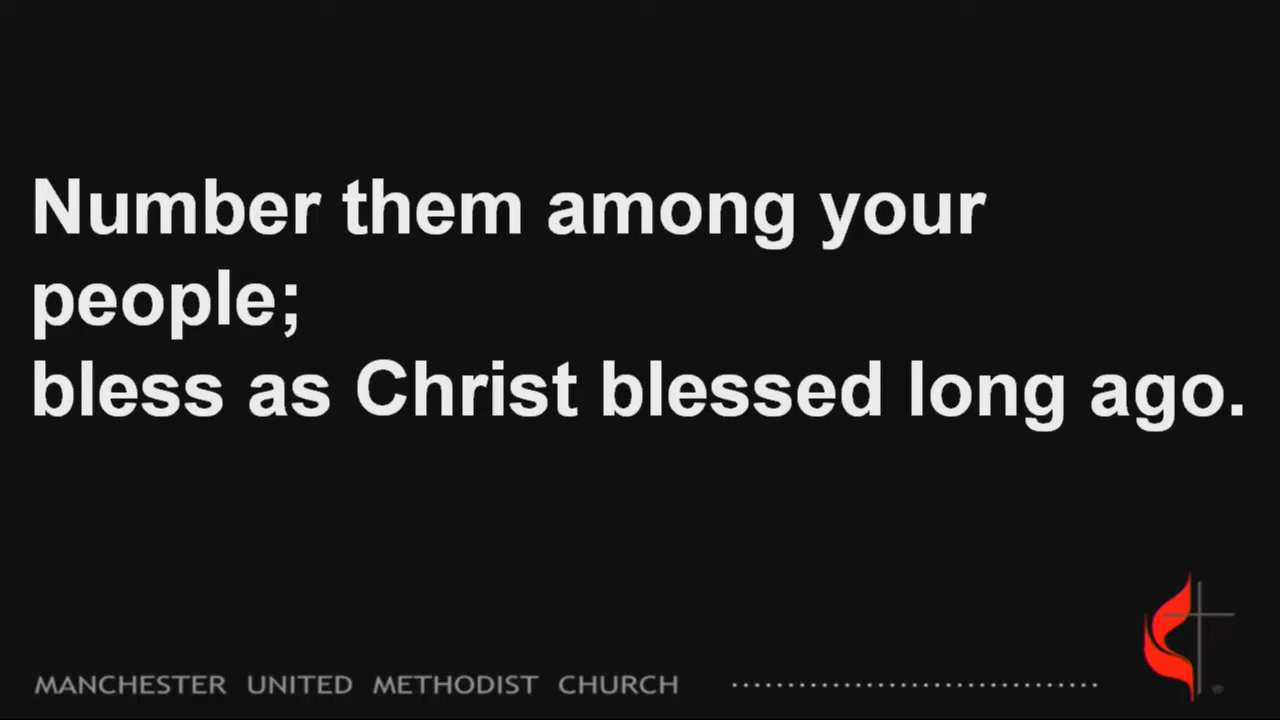 Number them among your
people;
bless as Christ blessed long ago.
MANCHESTER UNITED METHODIST CHURCH
®